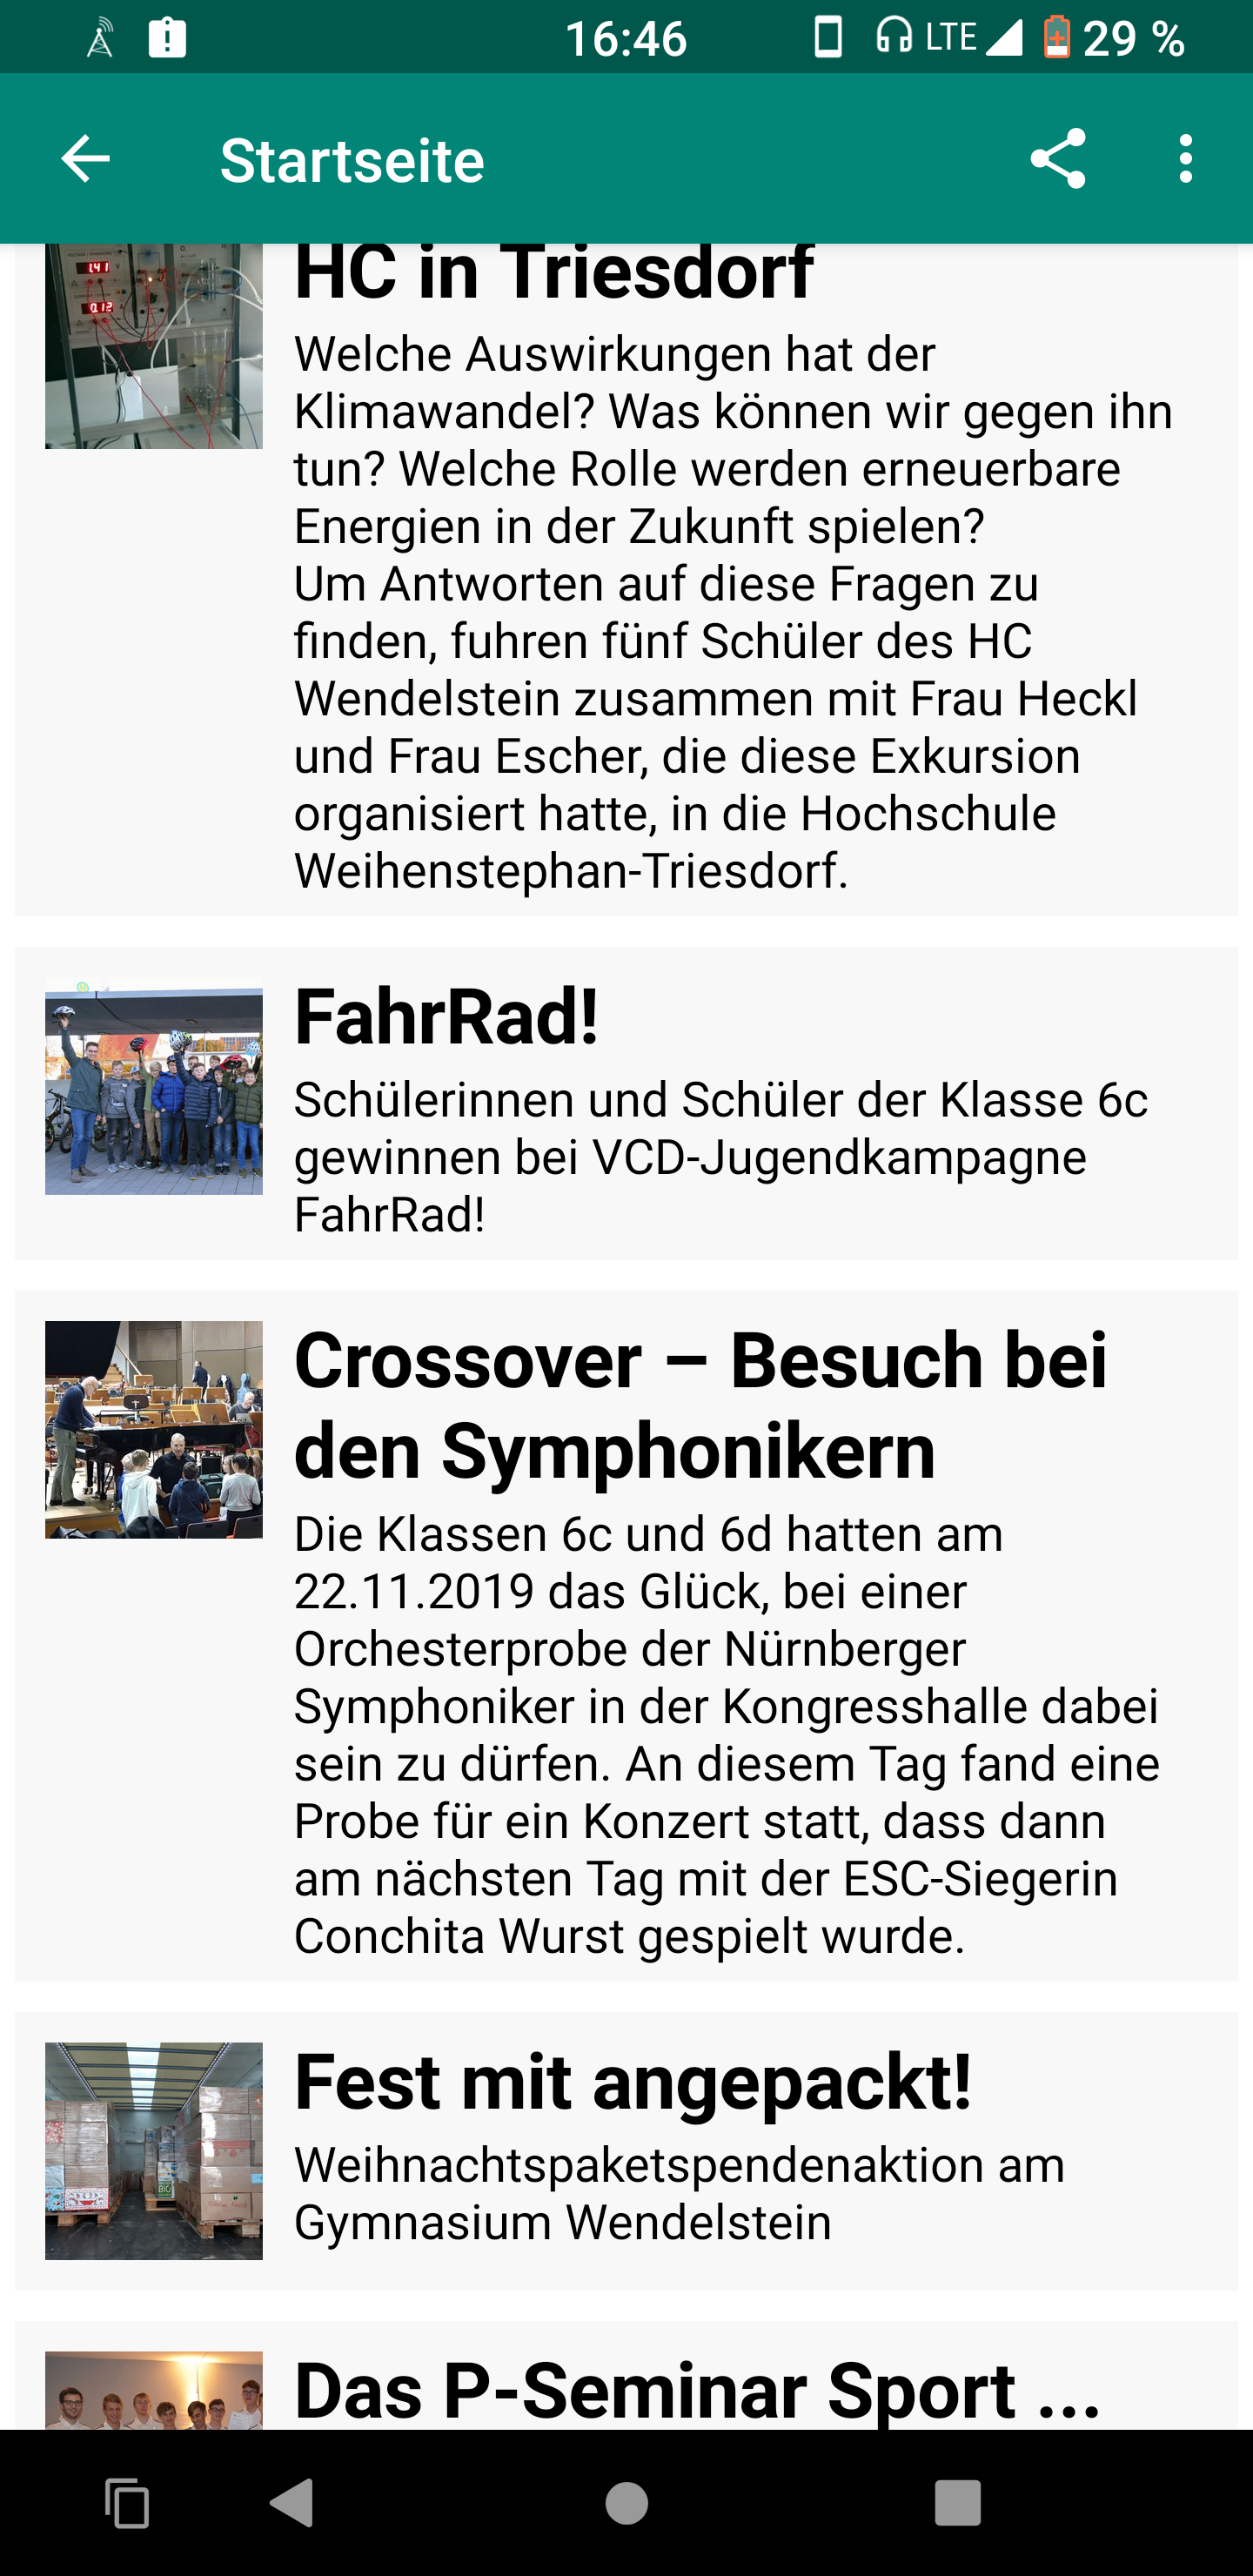 16:46
LTE
29 %
Startseite
1.41
0.12
HC in Triesdorf
Welche Auswirkungen hat der
Klimawandel? Was können wir gegen ihn
tun? Welche Rolle werden erneuerbare
Energien in der Zukunft spielen?
Um Antworten auf diese Fragen zu
finden, fuhren fünf Schüler des HC
Wendelstein zusammen mit Frau Heckl
und Frau Escher, die diese Exkursion
organisiert hatte, in die Hochschule
Weihenstephan-Triesdorf.
H
FahrRad!
Schülerinnen und Schüler der Klasse 6c
gewinnen bei VCD-Jugendkampagne
FahrRad!
Crossover – Besuch bei
den Symphonikern
Die Klassen 6c und 6d hatten am
22.11.2019 das Glück, bei einer
Orchesterprobe der Nürnberger
Symphoniker in der Kongresshalle dabei
sein zu dürfen. An diesem Tag fand eine
Probe für ein Konzert statt, dass dann
am nächsten Tag mit der ESC-Siegerin
Conchita Wurst gespielt wurde.
BIO
Fest mit angepackt!
Weihnachtspaketspendenaktion am
Gymnasium Wendelstein
Das P-Seminar Sport ...